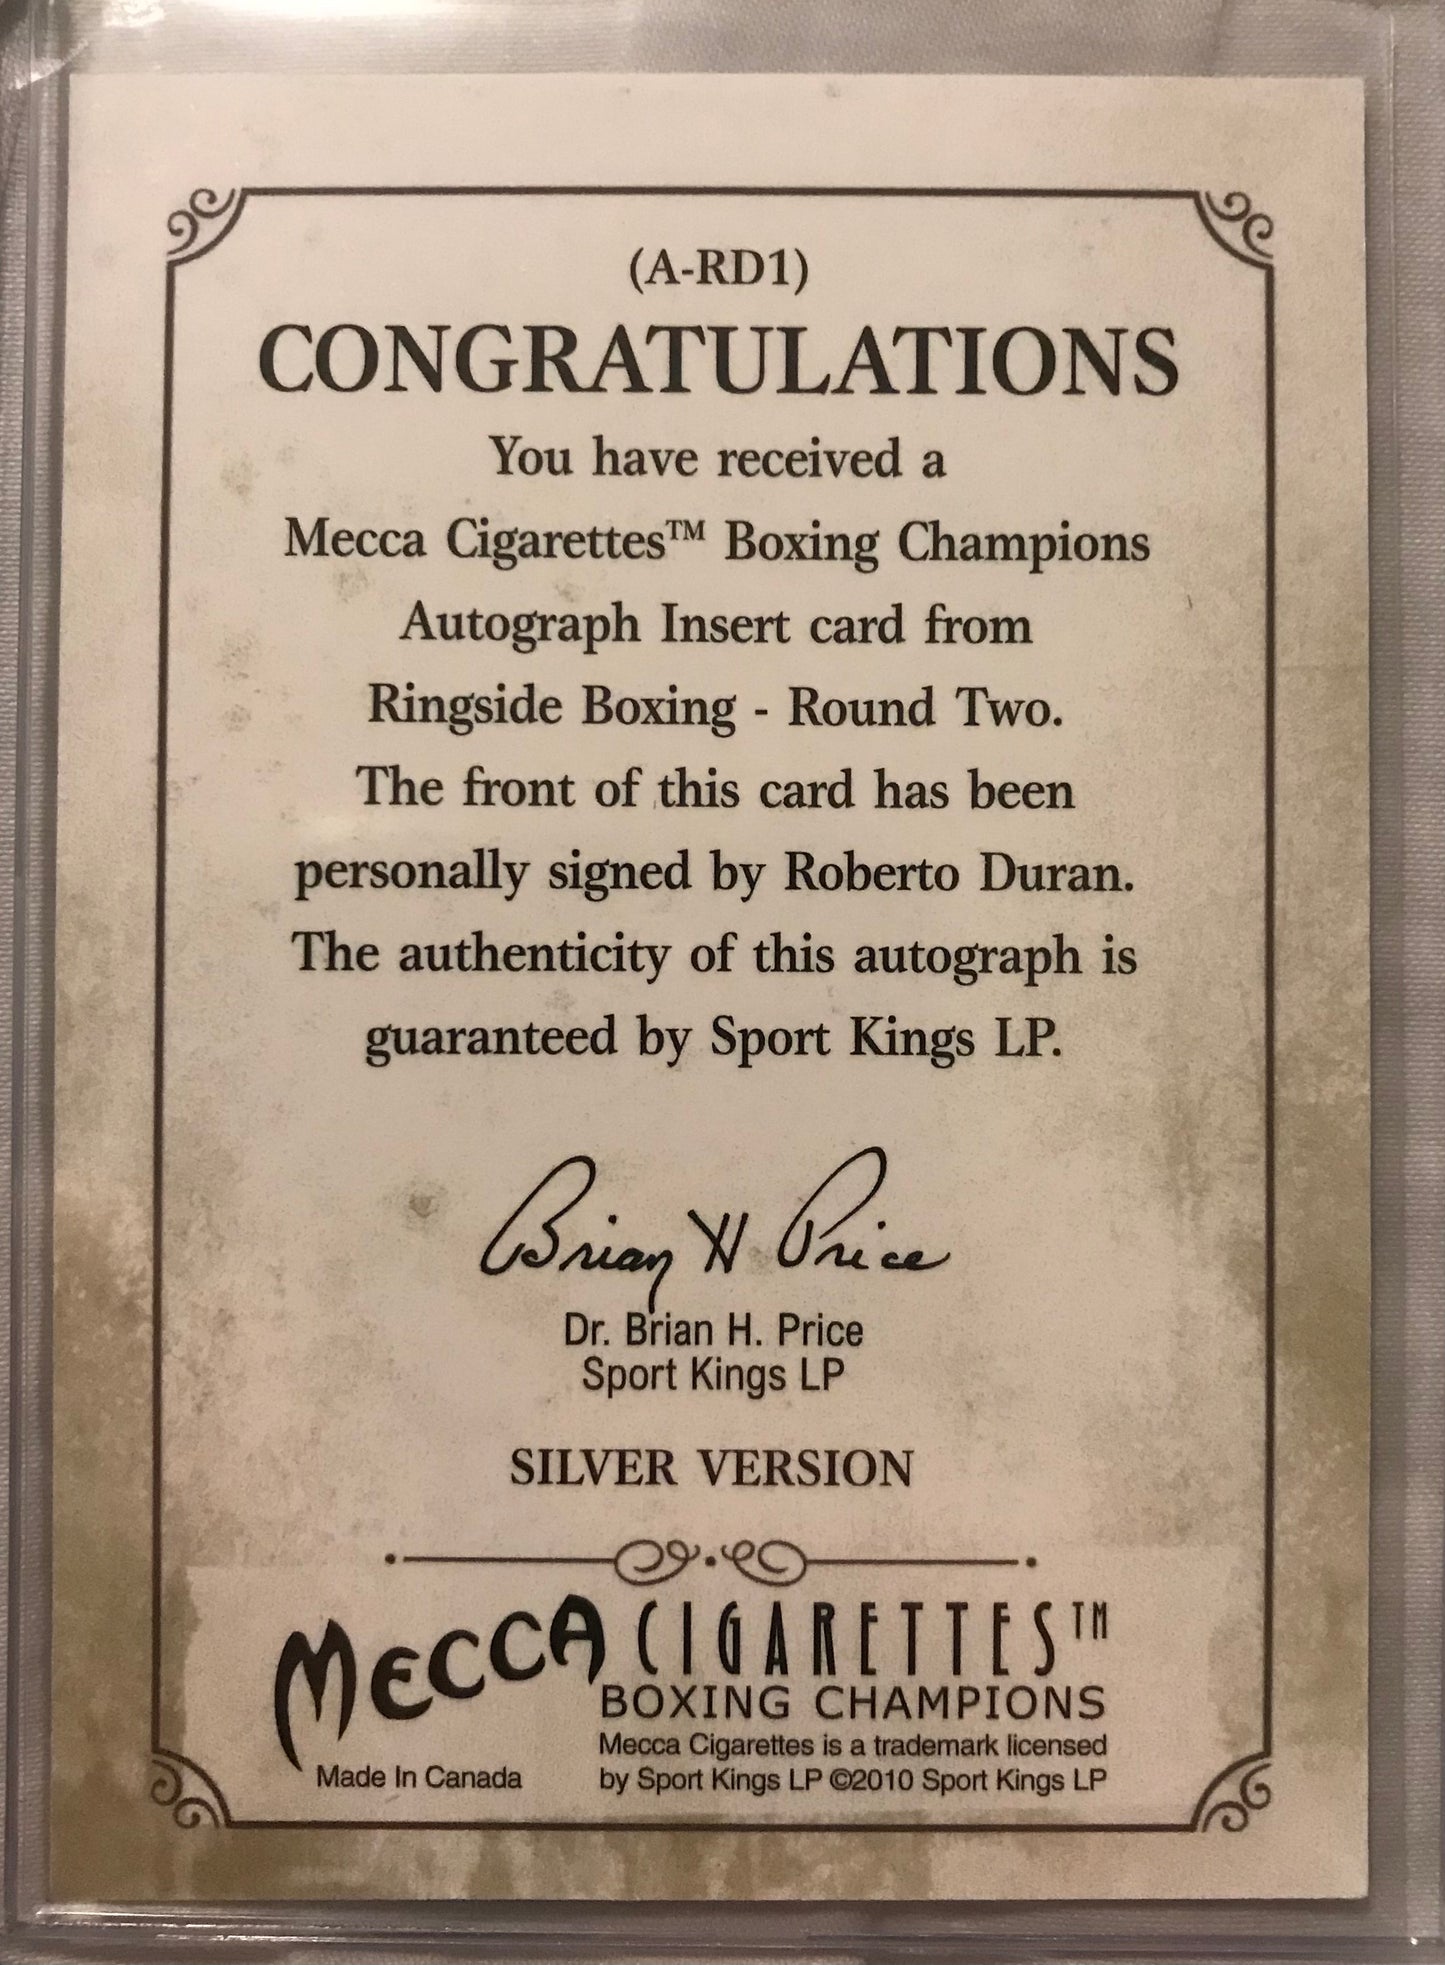 (A-RD1)
CONGRATULATIONS
You have received a
Mecca Cigarettes™ Boxing Champions
Autograph Insert card from
Ringside Boxing - Round Two.
The front of this card has been
personally signed by Roberto Duran.
The authenticity of this autograph is
guaranteed by Sport Kings LP.
Brian H Price
Dr. Brian H. Price
Sport Kings LP
SILVER VERSION
MECCA CIGARETTES™
BOXING CHAMPIONS
Mecca Cigarettes is a trademark licensed
Made In Canada by Sport Kings LP ©2010 Sport Kings LP